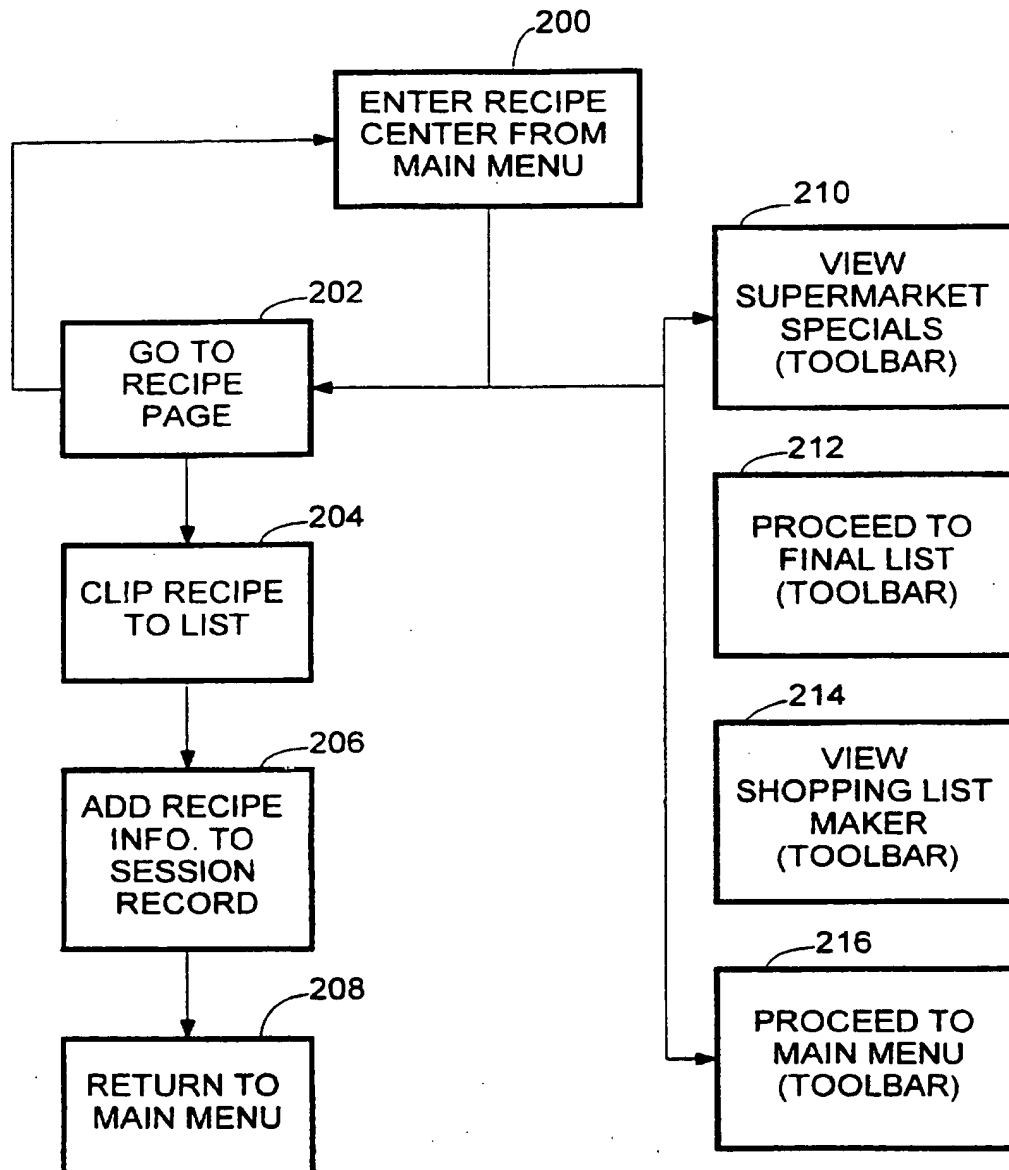 200
ENTER RECIPE
CENTER FROM
MAIN MENU
202
GO TO
RECIPE
PAGE
204
CLIP RECIPE
TO LIST
206
ADD RECIPE
INFO. TO
SESSION
RECORD
208
RETURN TO
MAIN MENU
210
VIEW
SUPERMARKET
SPECIALS
(TOOLBAR)
212
PROCEED TO
FINAL LIST
(TOOLBAR)
214
VIEW
SHOPPING LIST
MAKER
(TOOLBAR)
216
PROCEED TO
MAIN MENU
(TOOLBAR)